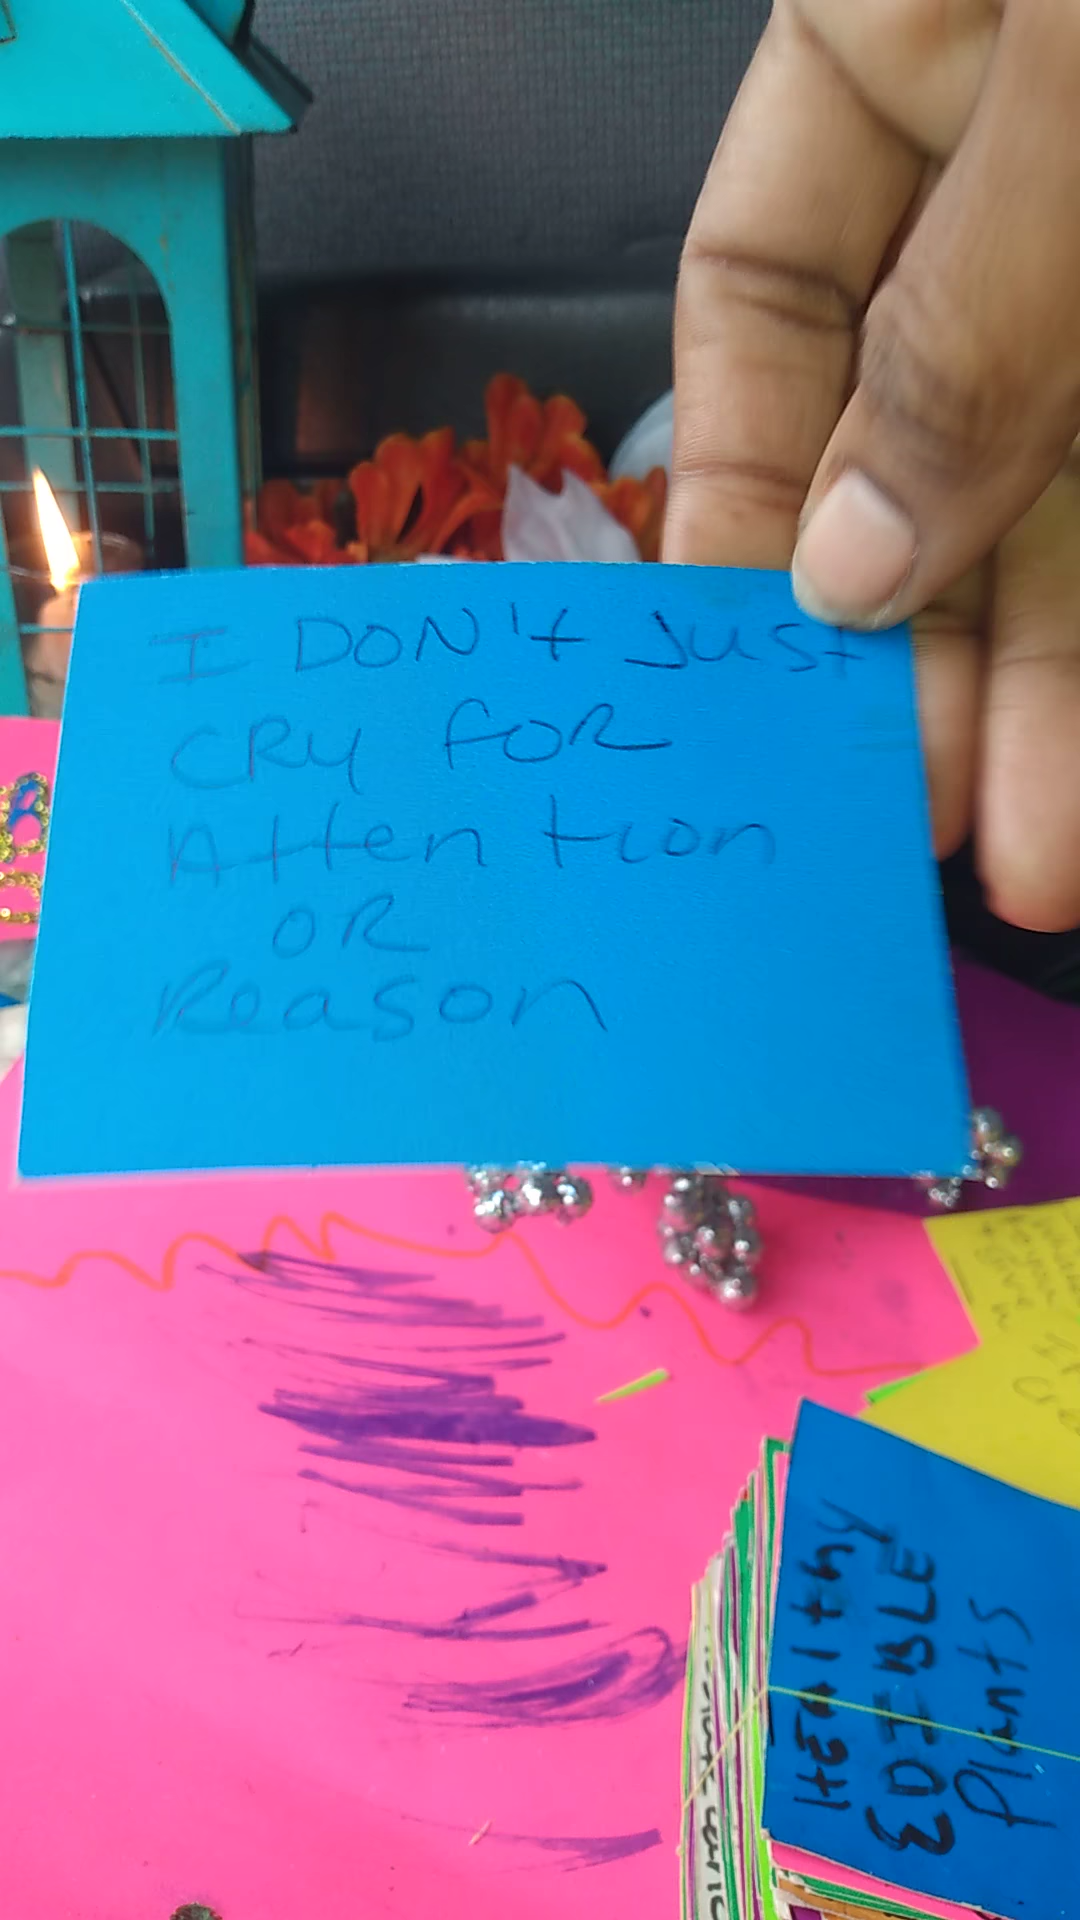 I DON't Just
CRY foR
Attention
OR
Reason
HEAlthy
EDIBLE
Plants